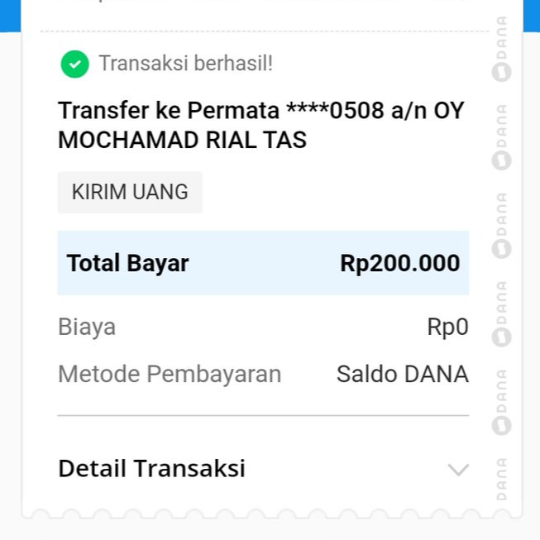 Transaksi berhasil!
Transfer ke Permata ****0508 a/n OY
MOCHAMAD RIAL TAS
KIRIM UANG
Total Bayar Rp200.000
Biaya Rp0
Metode Pembayaran Saldo DANA
Detail Transaksi
DANA
DANA
DANA
DANA
DANA
DANA